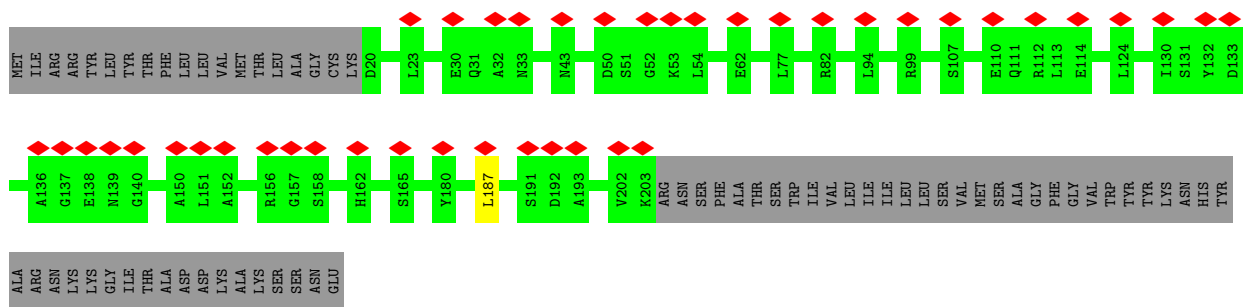 MET ILE ARG ARG TYR LEU TYR THR PHE LEU LEU VAL MET THR LEU ALA GLY CYS LYS D20 L23 E30 Q31 A32 N33 N43 D50 S51 G52 K53 L54 E62 L77 R82 L94 R99 S107 E110 Q111 R112 L113 E114 L124 I130 S131 Y132 D133
A136 G137 E138 N139 G140 A150 L151 A152 R156 G157 S158 H162 S165 Y180 L187 S191 D192 A193 V202 K203 ARG ASN SER PHE ALA THR SER TRP ILE VAL LEU ILE ILE LEU LEU SER VAL MET SER ALA GLY PHE GLY VAL TRP TYR TYR LYS ASN HIS TYR
ALA ARG ASN LYS LYS GLY ILE THR ALA ASP ASP LYS ALA LYS SER SER ASN GLU